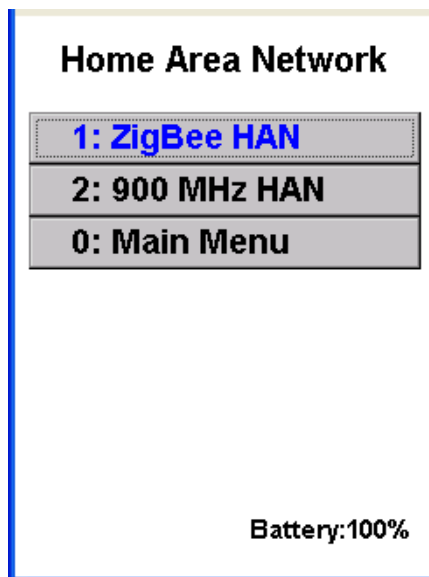 Home Area Network
1: ZigBee HAN
2: 900 MHz HAN
0: Main Menu
Battery:100%